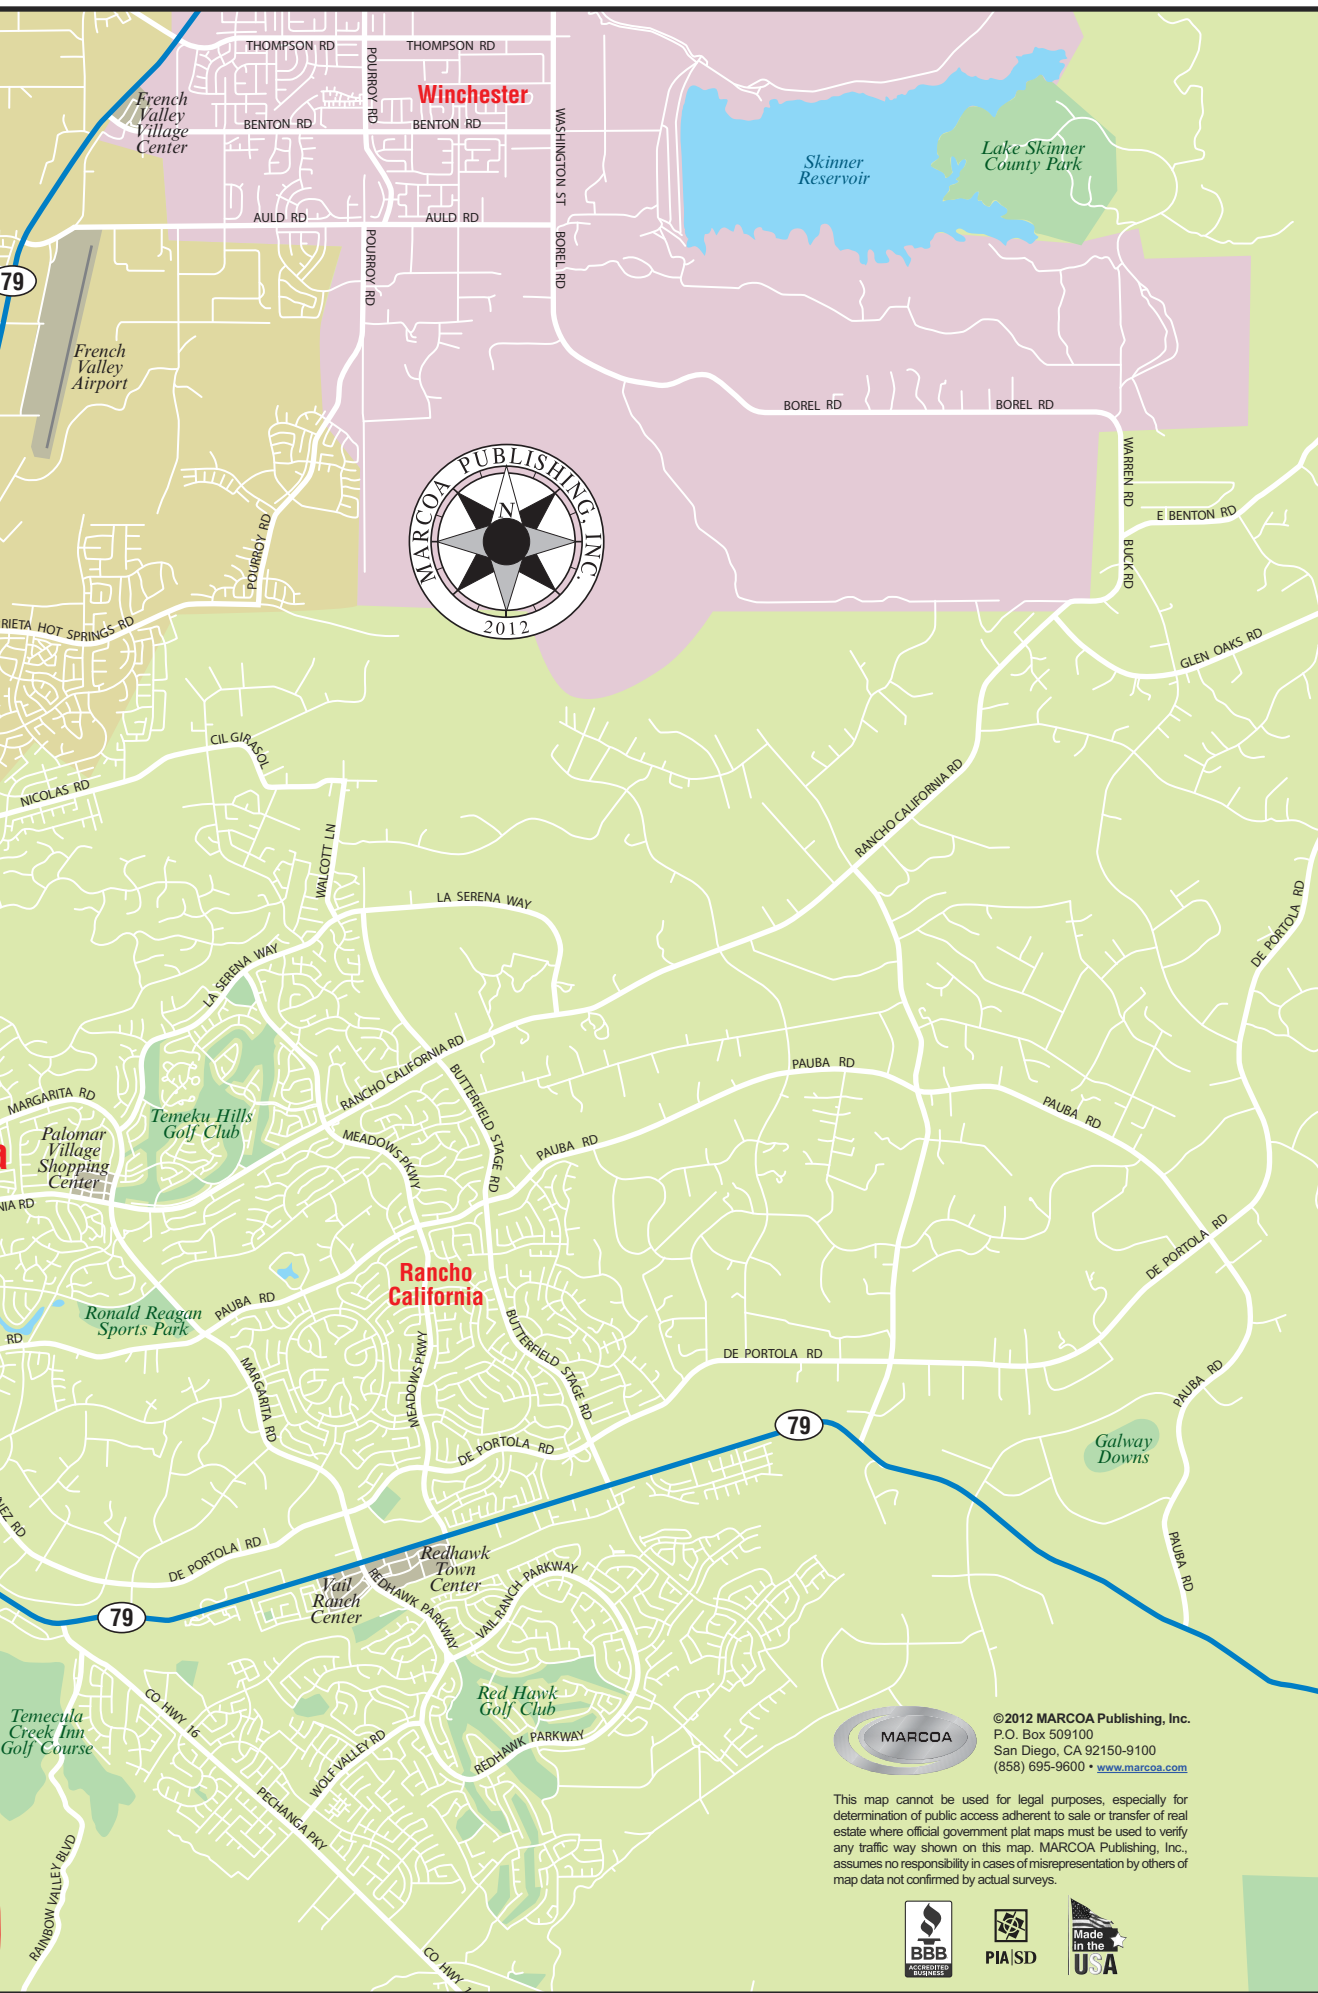 THOMPSON RD
THOMPSON RD
POURROY RD
Winchester
French
Valley
Village
Center
BENTON RD
BENTON RD
WASHINGTON ST
Skinner
Reservoir
Lake Skinner
County Park
AULD RD
AULD RD
POURROY RD
BOREL RD
79
French
Valley
Airport
BOREL RD
BOREL RD
MARCOA PUBLISHING, INC.
N
2012
WARREN RD
E BENTON RD
POURROY RD
BUCK RD
RIETA HOT SPRINGS RD
GLEN OAKS RD
CIL GIRASOL
NICOLAS RD
RANCHO CALIFORNIA RD
WALCOTT LN
LA SERENA WAY
DE PORTOLA RD
LA SERENA WAY
RANCHO CALIFORNIA RD
PAUBA RD
BUTTERFIELD STAGE RD
MARGARITA RD
Temeku Hills
Golf Club
PAUBA RD
MEADOWS PKWY
PAUBA RD
a
Palomar
Village
Shopping
Center
NIA RD
DE PORTOLA RD
Rancho
California
PAUBA RD
Ronald Reagan
Sports Park
RD
BUTTERFIELD STAGE RD
MEADOWS PKWY
DE PORTOLA RD
MARGARITA RD
PAUBA RD
79
DE PORTOLA RD
Galway
Downs
NEZ RD
DE PORTOLA RD
Redhawk
Town
Center
PAUBA RD
Vail
Ranch
Center
REDHAWK PARKWAY
VAIL RANCH PARKWAY
79
Red Hawk
Golf Club
CO HWY 16
Temecula
Creek Inn
Golf Course
WOLF VALLEY RD
REDHAWK PARKWAY
PECHANGA PKY
RAINBOW VALLEY BLVD
CO HWY 1
MARCOA
©2012 MARCOA Publishing, Inc.
P.O. Box 509100
San Diego, CA 92150-9100
(858) 695-9600 • www.marcoa.com
This map cannot be used for legal purposes, especially for
determination of public access adherent to sale or transfer of real
estate where official government plat maps must be used to verify
any traffic way shown on this map. MARCOA Publishing, Inc.,
assumes no responsibility in cases of misrepresentation by others of
map data not confirmed by actual surveys.
BBB
ACCREDITED
BUSINESS
PIA|SD
Made
in the
USA